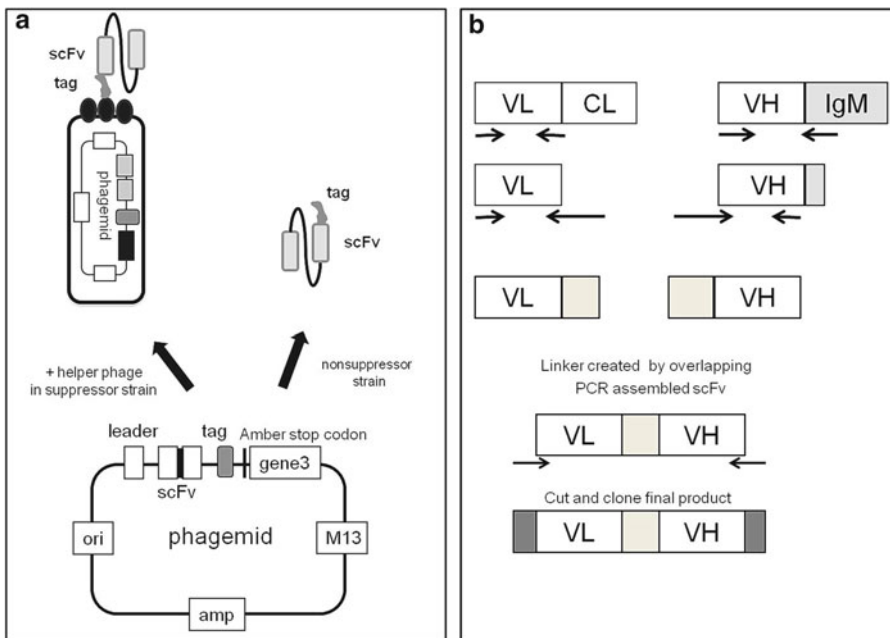 a
scFv
tag
phagemid
tag
scFv
+ helper phage
in suppressor strain
nonsuppressor
strain
leader
tag
Amber stop codon
gene3
scFv
ori
phagemid
M13
amp
b
VL CL
VH IgM
VL
VH
VL
VH
Linker created by overlapping
PCR assembled scFv
VL VH
Cut and clone final product
VL VH